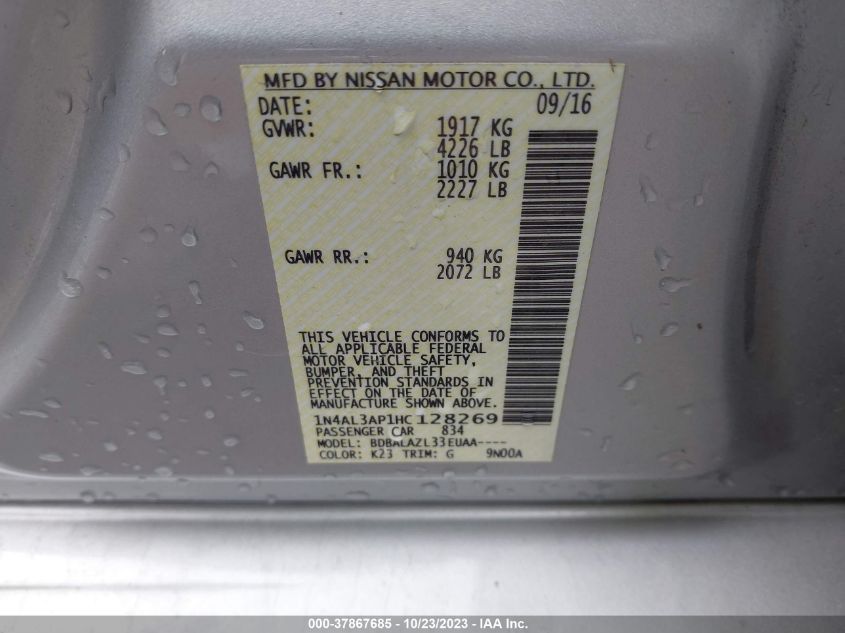 MFD BY NISSAN MOTOR CO., LTD.
DATE: 09/16
GVWR: 1917 KG
4226 LB
GAWR FR.: 1010 KG
2227 LB
GAWR RR.: 940 KG
2072 LB
THIS VEHICLE CONFORMS TO
ALL APPLICABLE FEDERAL
MOTOR VEHICLE SAFETY,
BUMPER, AND THEFT
PREVENTION STANDARDS IN
EFFECT ON THE DATE OF
MANUFACTURE SHOWN ABOVE.
1N4AL3AP1HC128269
PASSENGER CAR 834
MODEL: BDBALAZL33EUAA----
COLOR: K23 TRIM: G 9N00A
000-37867685 - 10/23/2023 - IAA Inc.